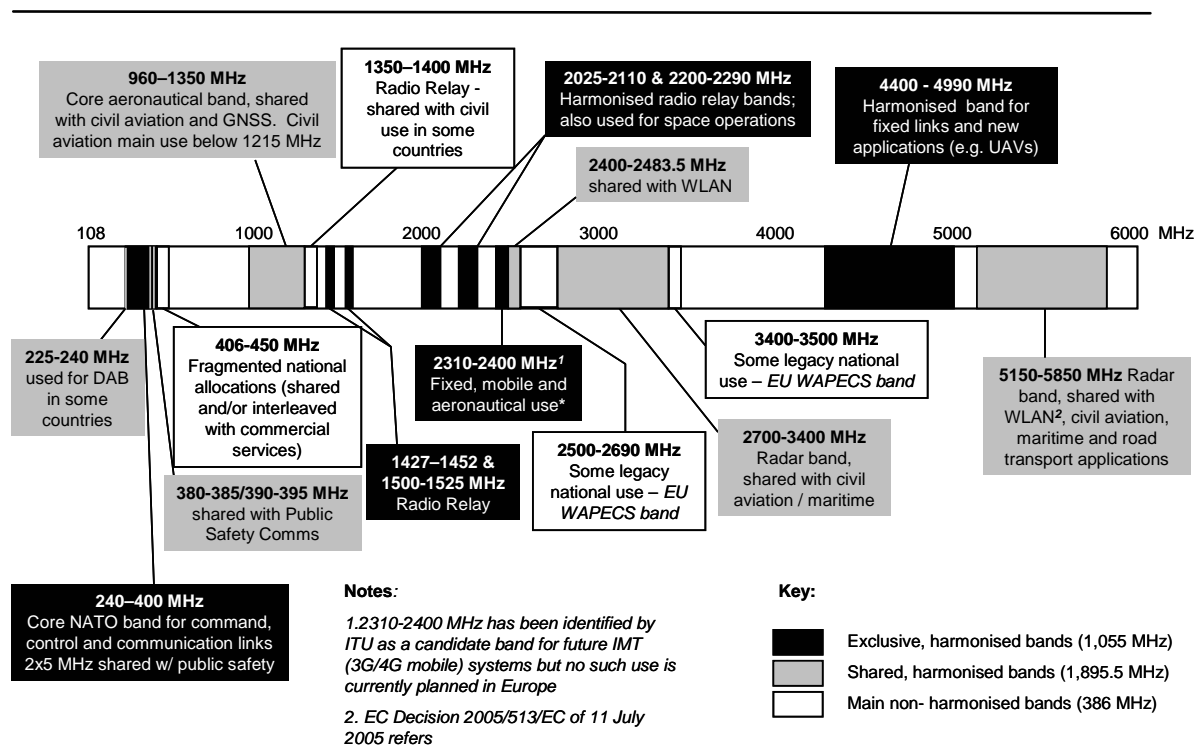 960–1350 MHz
Core aeronautical band, shared
with civil aviation and GNSS. Civil
aviation main use below 1215 MHz
1350–1400 MHz
Radio Relay -
shared with civil
use in some
countries
2025-2110 & 2200-2290 MHz
Harmonised radio relay bands;
also used for space operations
2400-2483.5 MHz
shared with WLAN
4400 - 4990 MHz
Harmonised band for
fixed links and new
applications (e.g. UAVs)
108 1000 2000 3000 4000 5000 6000 MHz
225-240 MHz
used for DAB
in some
countries
406-450 MHz
Fragmented national
allocations (shared
and/or interleaved
with commercial
services)
380-385/390-395 MHz
shared with Public
Safety Comms
240–400 MHz
Core NATO band for command,
control and communication links
2x5 MHz shared w/ public safety
1427–1452 &
1500-1525 MHz
Radio Relay
2310-2400 MHz1
Fixed, mobile and
aeronautical use*
2500-2690 MHz
Some legacy
national use – EU
WAPECS band
2700-3400 MHz
Radar band,
shared with civil
aviation / maritime
3400-3500 MHz
Some legacy national
use – EU WAPECS band
5150-5850 MHz Radar
band, shared with
WLAN2, civil aviation,
maritime and road
transport applications
Notes:
1.2310-2400 MHz has been identified by
ITU as a candidate band for future IMT
(3G/4G mobile) systems but no such use is
currently planned in Europe
2. EC Decision 2005/513/EC of 11 July
2005 refers
Key:
Exclusive, harmonised bands (1,055 MHz)
Shared, harmonised bands (1,895.5 MHz)
Main non- harmonised bands (386 MHz)